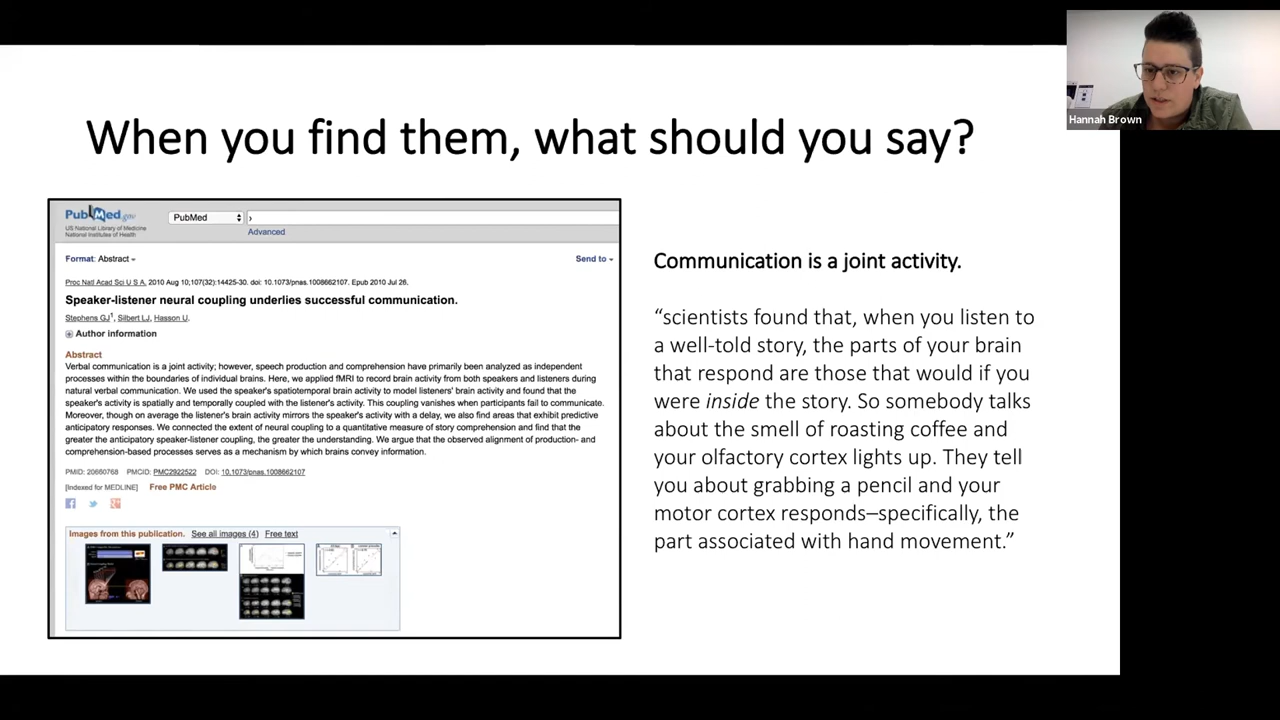 When you find them, what should you say?
Hannah Brown
PubMed.gov
US National Library of Medicine
National Institutes of Health
PubMed
Advanced
Format: Abstract
Send to
Proc Natl Acad Sci U S A. 2010 Aug 10;107(32):14425-30. doi: 10.1073/pnas.1008662107. Epub 2010 Jul 26.
Speaker-listener neural coupling underlies successful communication.
Stephens GJ1, Silbert LJ, Hasson U.
Author information
Abstract
Verbal communication is a joint activity; however, speech production and comprehension have primarily been analyzed as independent
processes within the boundaries of individual brains. Here, we applied fMRI to record brain activity from both speakers and listeners during
natural verbal communication. We used the speaker's spatiotemporal brain activity to model listeners' brain activity and found that the
speaker's activity is spatially and temporally coupled with the listener's activity. This coupling vanishes when participants fail to communicate.
Moreover, though on average the listener's brain activity mirrors the speaker's activity with a delay, we also find areas that exhibit predictive
anticipatory responses. We connected the extent of neural coupling to a quantitative measure of story comprehension and find that the
greater the anticipatory speaker-listener coupling, the greater the understanding. We argue that the observed alignment of production- and
comprehension-based processes serves as a mechanism by which brains convey information.
PMID: 20660768 PMCID: PMC2922522 DOI: 10.1073/pnas.1008662107
[Indexed for MEDLINE] Free PMC Article
Images from this publication. See all images (4) Free text
Communication is a joint activity.
“scientists found that, when you listen to
a well-told story, the parts of your brain
that respond are those that would if you
were inside the story. So somebody talks
about the smell of roasting coffee and
your olfactory cortex lights up. They tell
you about grabbing a pencil and your
motor cortex responds–specifically, the
part associated with hand movement.”